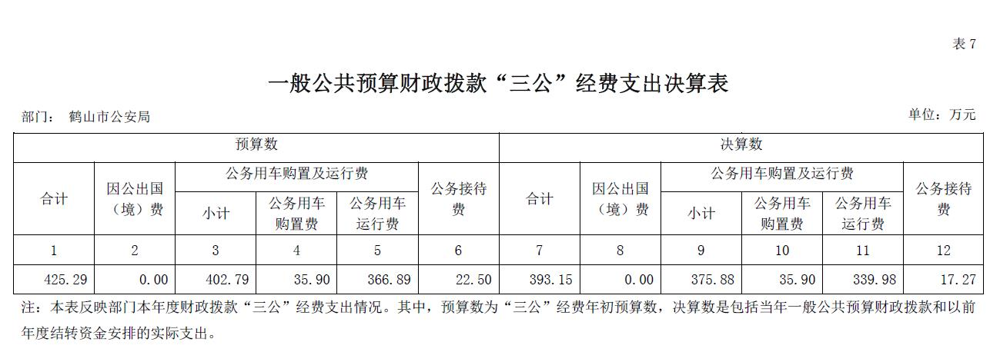 表 7
一般公共预算财政拨款“三公”经费支出决算表
部门： 鹤山市公安局 单位：万元
预算数 决算数
合计 因公出国（境）费 公务用车购置及运行费 公务接待费 合计 因公出国（境）费 公务用车购置及运行费 公务接待费
小计 公务用车购置费 公务用车运行费 小计 公务用车购置费 公务用车运行费
1 2 3 4 5 6 7 8 9 10 11 12
425.29 0.00 402.79 35.90 366.89 22.50 393.15 0.00 375.88 35.90 339.98 17.27
注：本表反映部门本年度财政拨款“三公”经费支出情况。其中，预算数为“三公”经费年初预算数，决算数是包括当年一般公共预算财政拨款和以前
年度结转资金安排的实际支出。